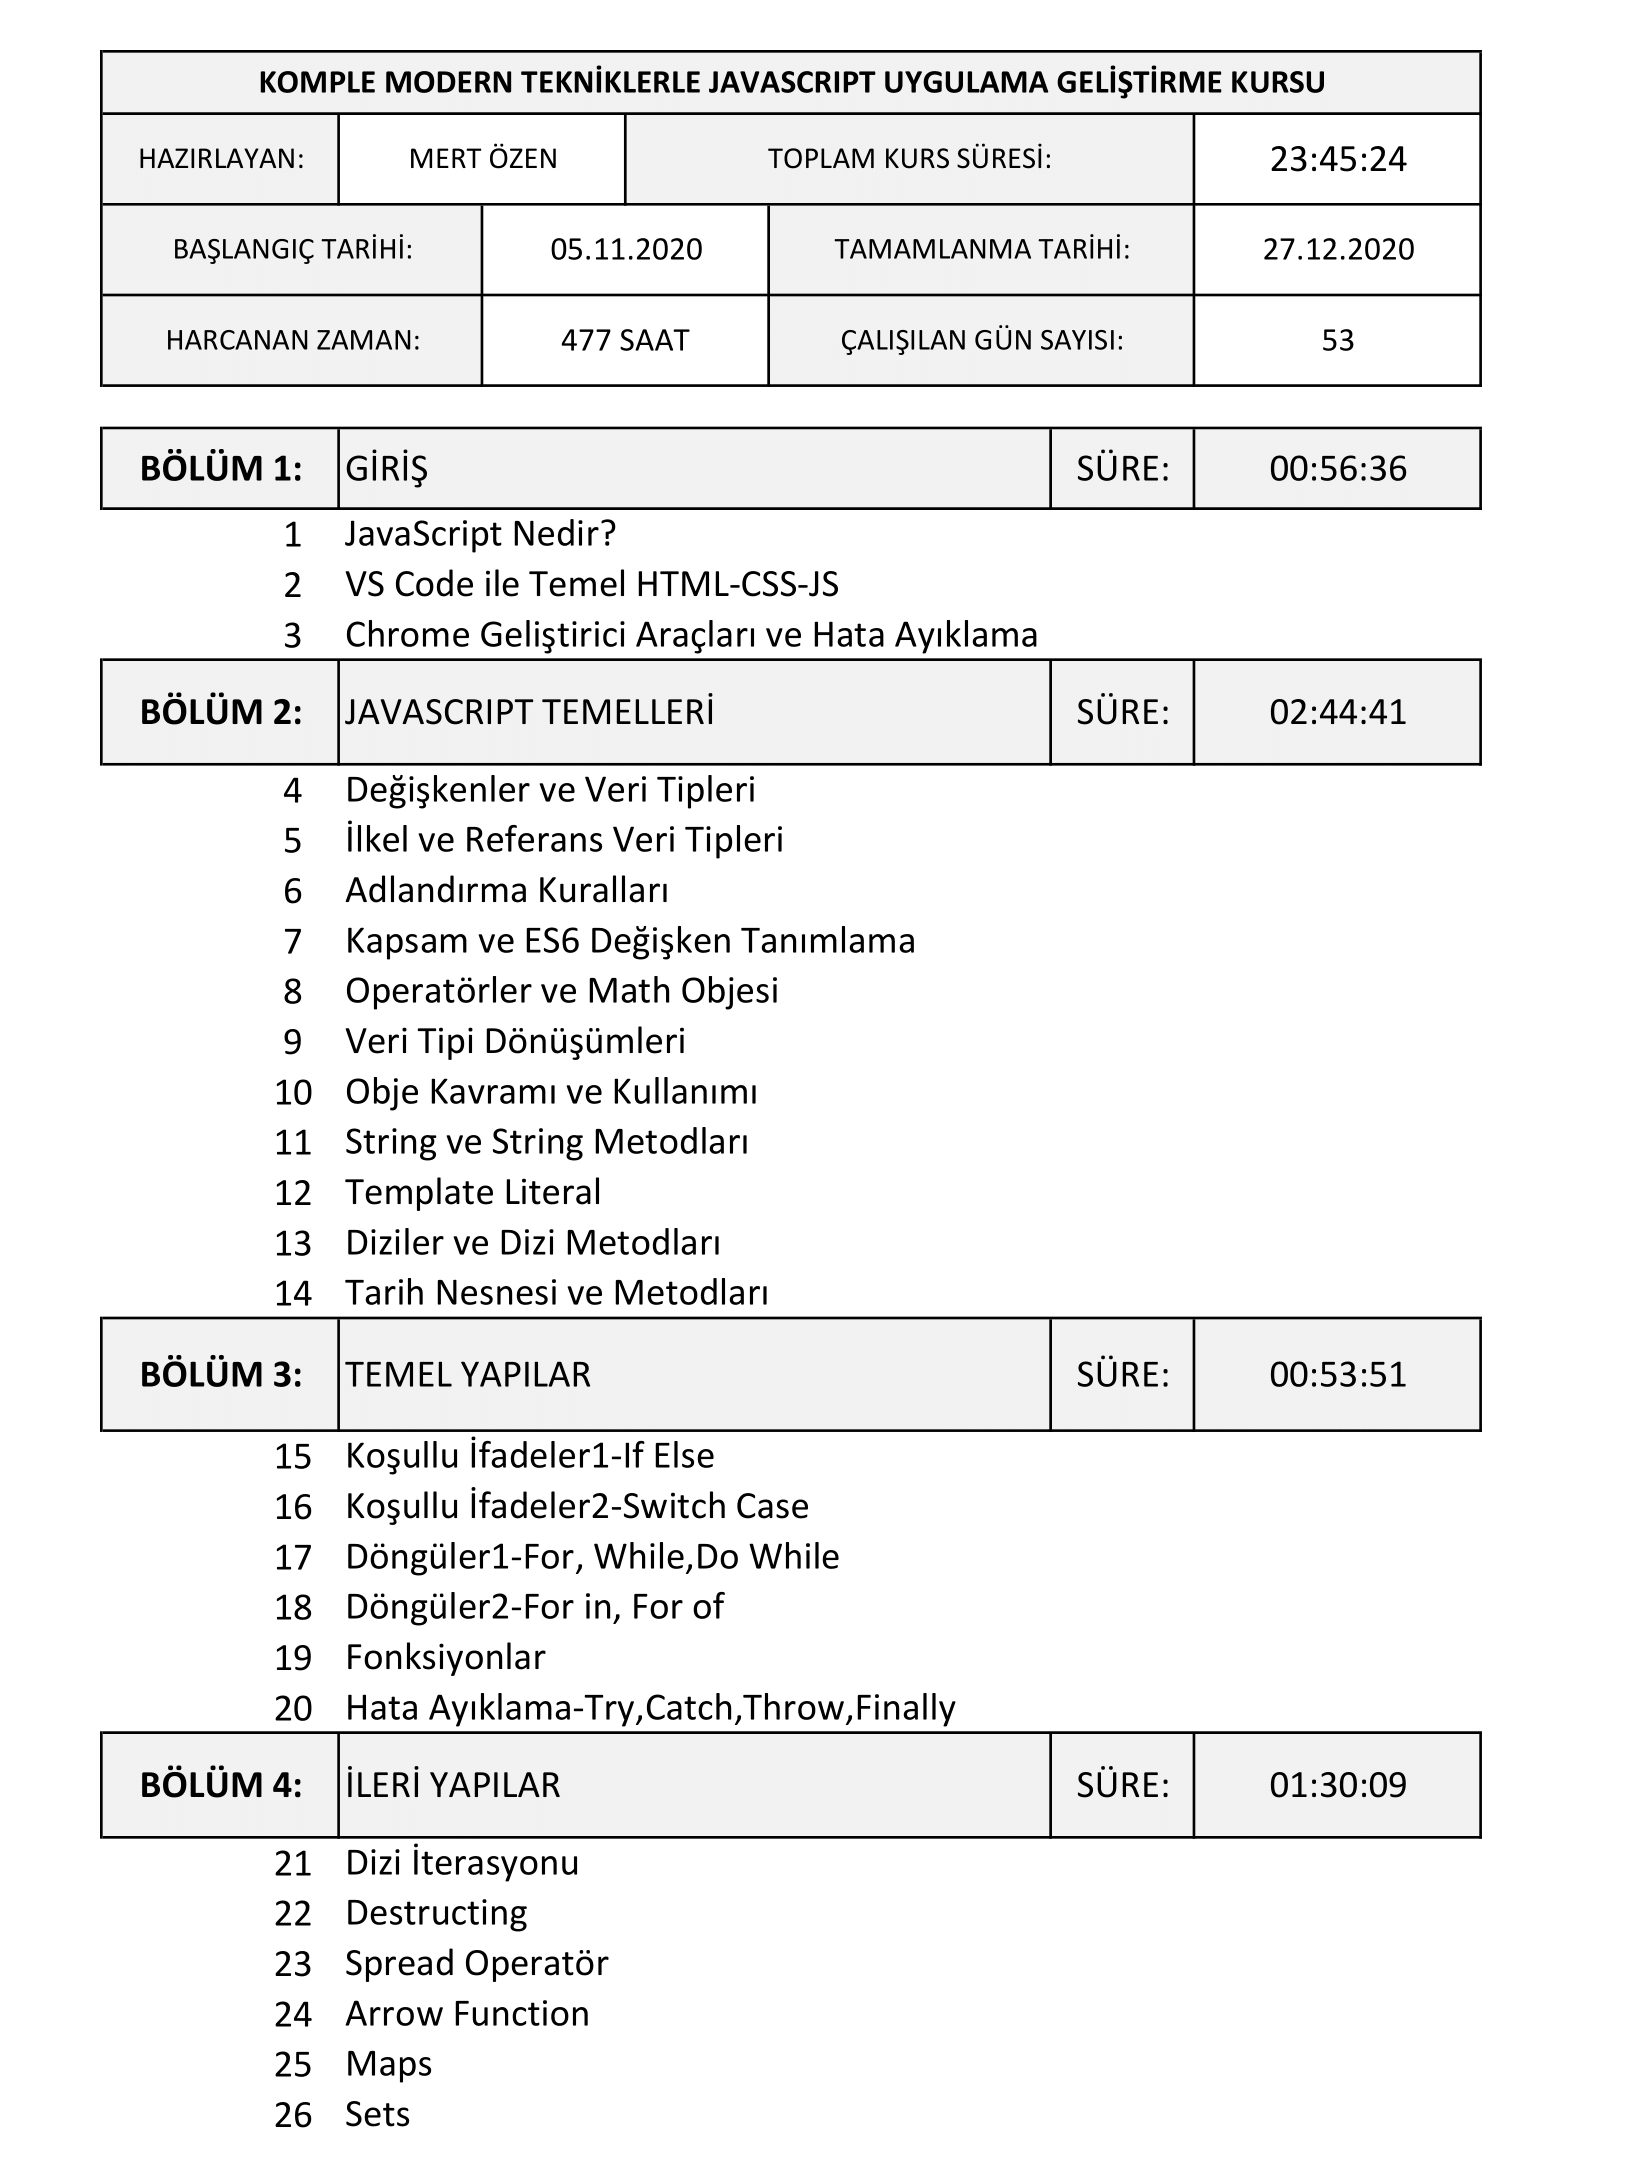 KOMPLE MODERN TEKNİKLERLE JAVASCRIPT UYGULAMA GELİŞTİRME KURSU
HAZIRLAYAN: MERT ÖZEN TOPLAM KURS SÜRESİ: 23:45:24
BAŞLANGIÇ TARİHİ: 05.11.2020 TAMAMLANMA TARİHİ: 27.12.2020
HARCANAN ZAMAN: 477 SAAT ÇALIŞILAN GÜN SAYISI: 53
BÖLÜM 1: GİRİŞ SÜRE: 00:56:36
1 JavaScript Nedir?
2 VS Code ile Temel HTML-CSS-JS
3 Chrome Geliştirici Araçları ve Hata Ayıklama
BÖLÜM 2: JAVASCRIPT TEMELLERİ SÜRE: 02:44:41
4 Değişkenler ve Veri Tipleri
5 İlkel ve Referans Veri Tipleri
6 Adlandırma Kuralları
7 Kapsam ve ES6 Değişken Tanımlama
8 Operatörler ve Math Objesi
9 Veri Tipi Dönüşümleri
10 Obje Kavramı ve Kullanımı
11 String ve String Metodları
12 Template Literal
13 Diziler ve Dizi Metodları
14 Tarih Nesnesi ve Metodları
BÖLÜM 3: TEMEL YAPILAR SÜRE: 00:53:51
15 Koşullu İfadeler1-If Else
16 Koşullu İfadeler2-Switch Case
17 Döngüler1-For, While,Do While
18 Döngüler2-For in, For of
19 Fonksiyonlar
20 Hata Ayıklama-Try,Catch,Throw,Finally
BÖLÜM 4: İLERİ YAPILAR SÜRE: 01:30:09
21 Dizi İterasyonu
22 Destructing
23 Spread Operatör
24 Arrow Function
25 Maps
26 Sets